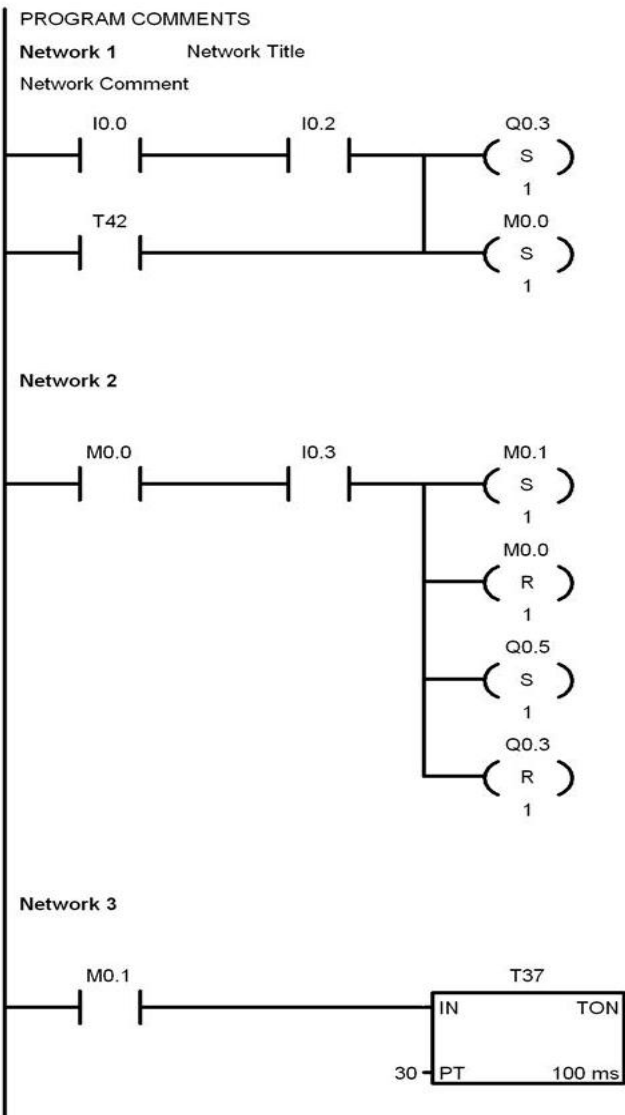 PROGRAM COMMENTS
Network 1 Network Title
Network Comment
I0.0 I0.2 Q0.3
S
1
T42 M0.0
S
1
Network 2
M0.0 I0.3 M0.1
S
1
M0.0
R
1
Q0.5
S
1
Q0.3
R
1
Network 3
M0.1 T37
IN TON
30 PT 100 ms